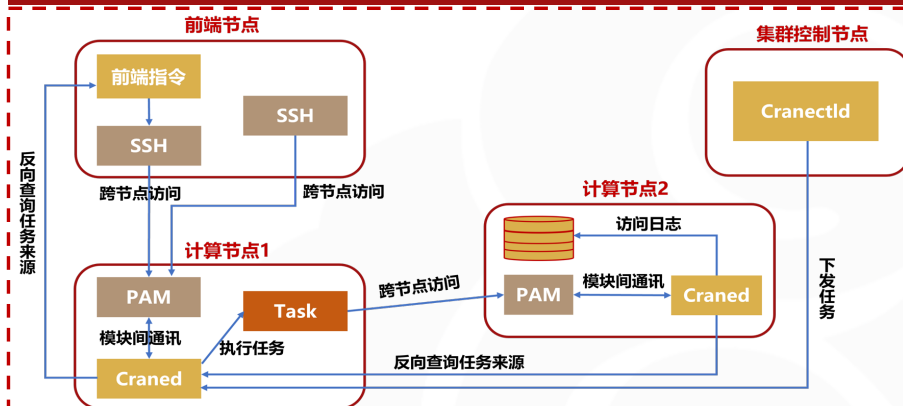 前端节点
前端指令
SSH
SSH
跨节点访问
跨节点访问
反向查询任务来源
集群控制节点
Cranectld
计算节点2
访问日志
PAM
模块间通讯
Craned
下发任务
计算节点1
PAM
Task
跨节点访问
模块间通讯
执行任务
Craned
反向查询任务来源